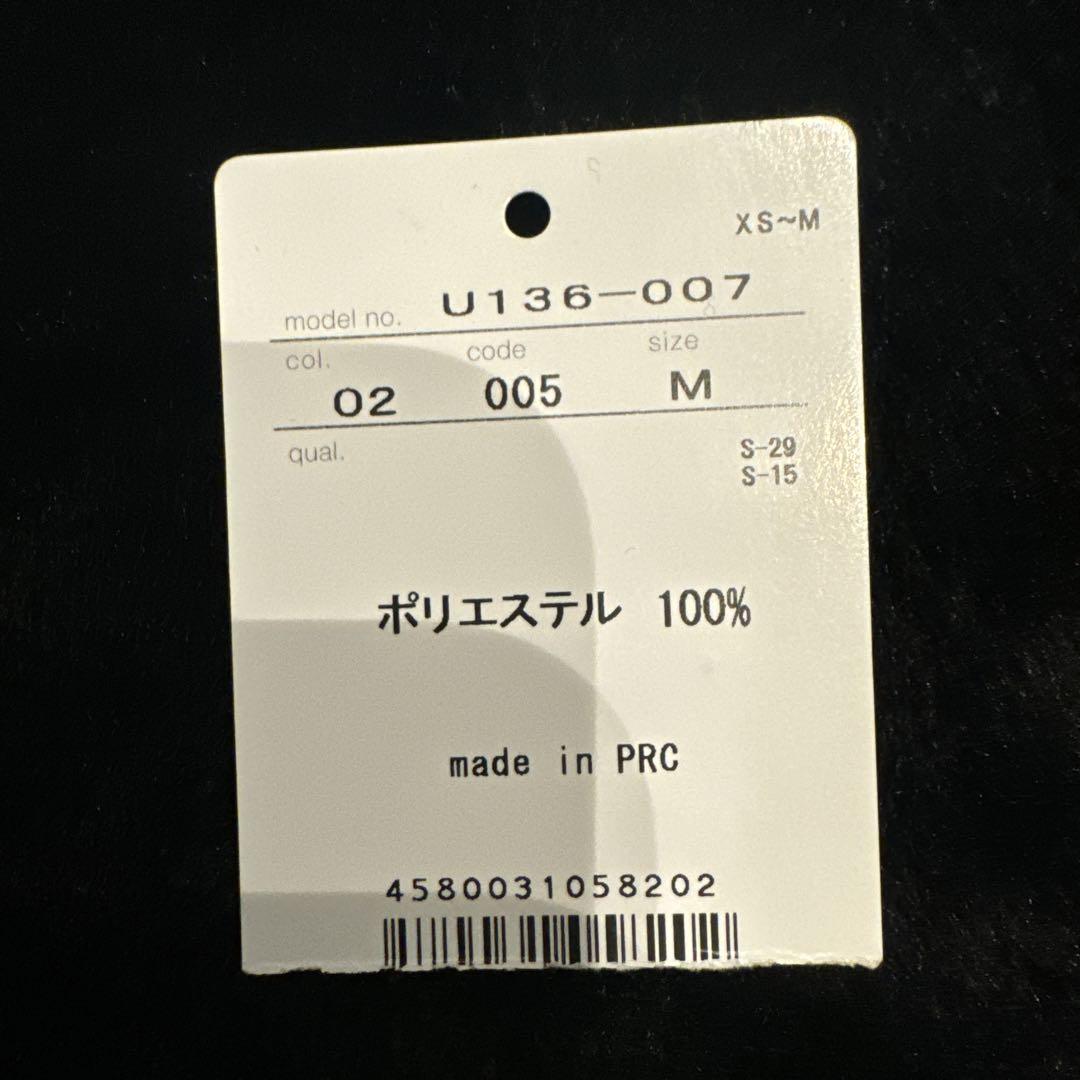 XS~M
model no. U136-007
col. code size
02 005 M
qual. S-29
S-15
ポリエステル 100%
made in PRC
4580031058202